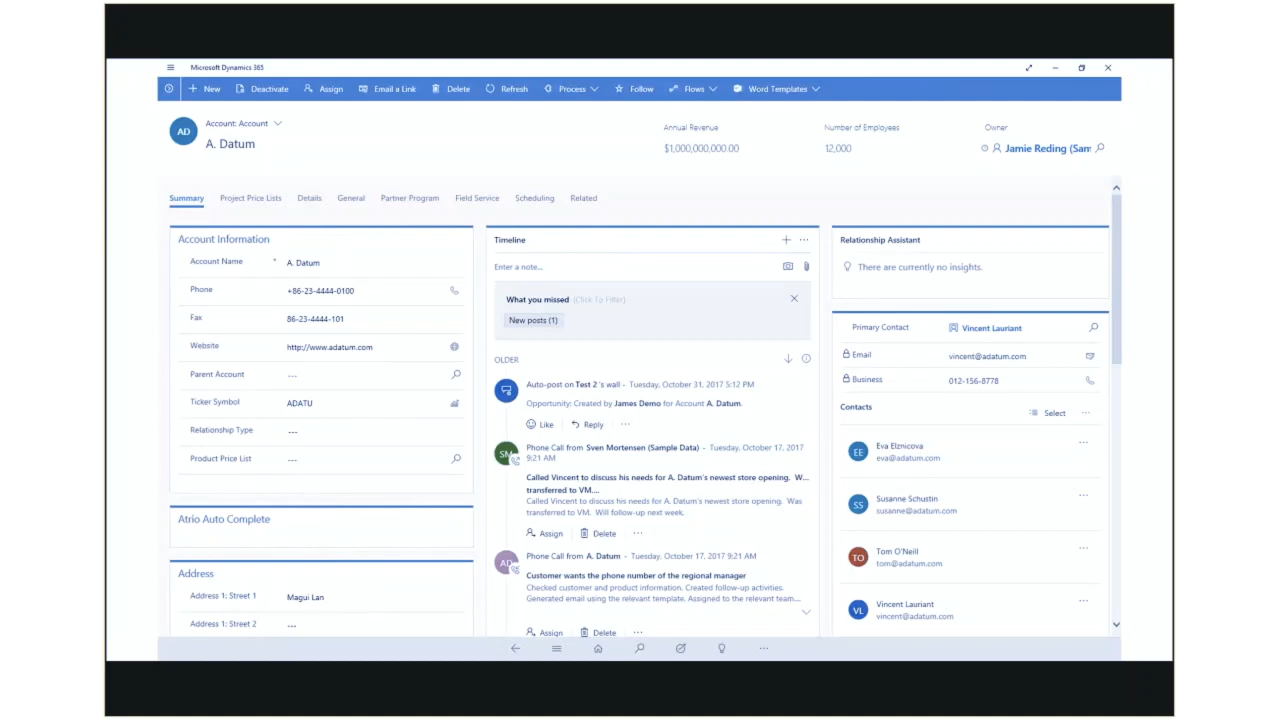 Microsoft Dynamics 365
New Deactivate Assign Email a Link Delete Refresh Process Follow Flows Word Templates
AD
Account: Account
A. Datum
Annual Revenue
$1,000,000,000.00
Number of Employees
12,000
Owner
Jamie Reding (Sam
Summary Project Price Lists Details General Partner Program Field Service Scheduling Related
Account Information
Account Name * A. Datum
Phone +86-23-4444-0100
Fax 86-23-4444-101
Website http://www.adatum.com
Parent Account ---
Ticker Symbol ADATU
Relationship Type ---
Product Price List ---
Atrio Auto Complete
Address
Address 1: Street 1 Magui Lan
Address 1: Street 2 ---
Timeline
Enter a note...
What you missed (Click To Filter)
New posts (1)
OLDER
Auto-post on Test 2 's wall - Tuesday, October 31, 2017 5:12 PM
Opportunity: Created by James Demo for Account A. Datum.
Like Reply ...
SM
Phone Call from Sven Mortensen (Sample Data) - Tuesday, October 17, 2017
9:21 AM
Called Vincent to discuss his needs for A. Datum's newest store opening. W...
transferred to VM....
Called Vincent to discuss his needs for A. Datum's newest store opening. Was
transferred to VM. Will follow-up next week.
Assign Delete ...
AD
Phone Call from A. Datum - Tuesday, October 17, 2017 9:21 AM
Customer wants the phone number of the regional manager
Checked customer and product information. Created follow-up activities.
Generated email using the relevant template. Assigned to the relevant team....
Assign Delete ...
Relationship Assistant
There are currently no insights.
Primary Contact Vincent Lauriant
Email vincent@adatum.com
Business 012-156-8778
Contacts
Select ...
EE
Eva Elznicova
eva@adatum.com
SS
Susanne Schustin
susanne@adatum.com
TO
Tom O'Neill
tom@adatum.com
VL
Vincent Lauriant
vincent@adatum.com